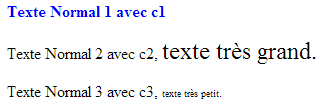 Texte Normal 1 avec c1
Texte Normal 2 avec c2, texte très grand.
Texte Normal 3 avec c3, texte très petit.